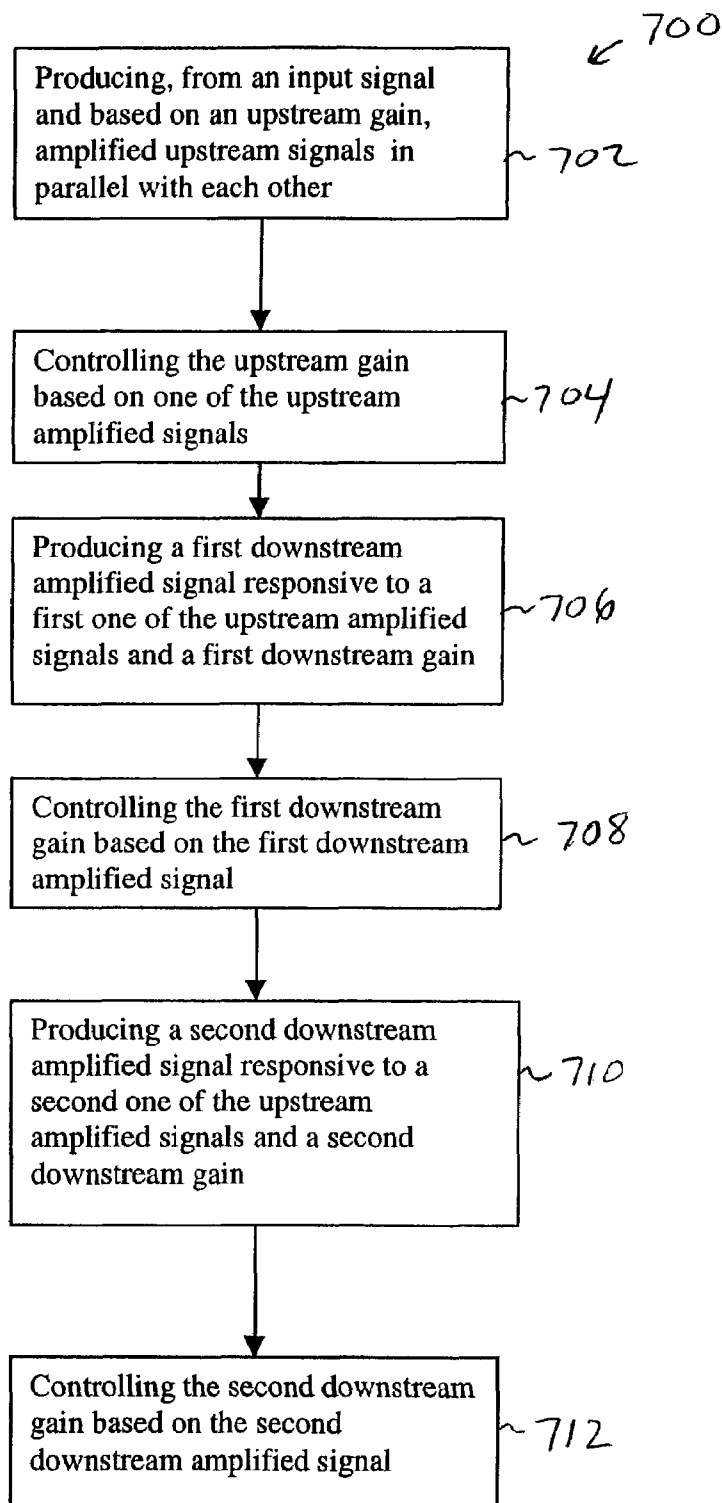 700
Producing, from an input signal
and based on an upstream gain,
amplified upstream signals in
parallel with each other
702
Controlling the upstream gain
based on one of the upstream
amplified signals
704
Producing a first downstream
amplified signal responsive to a
first one of the upstream amplified
signals and a first downstream gain
706
Controlling the first downstream
gain based on the first downstream
amplified signal
708
Producing a second downstream
amplified signal responsive to a
second one of the upstream
amplified signals and a second
downstream gain
710
Controlling the second downstream
gain based on the second
downstream amplified signal
712